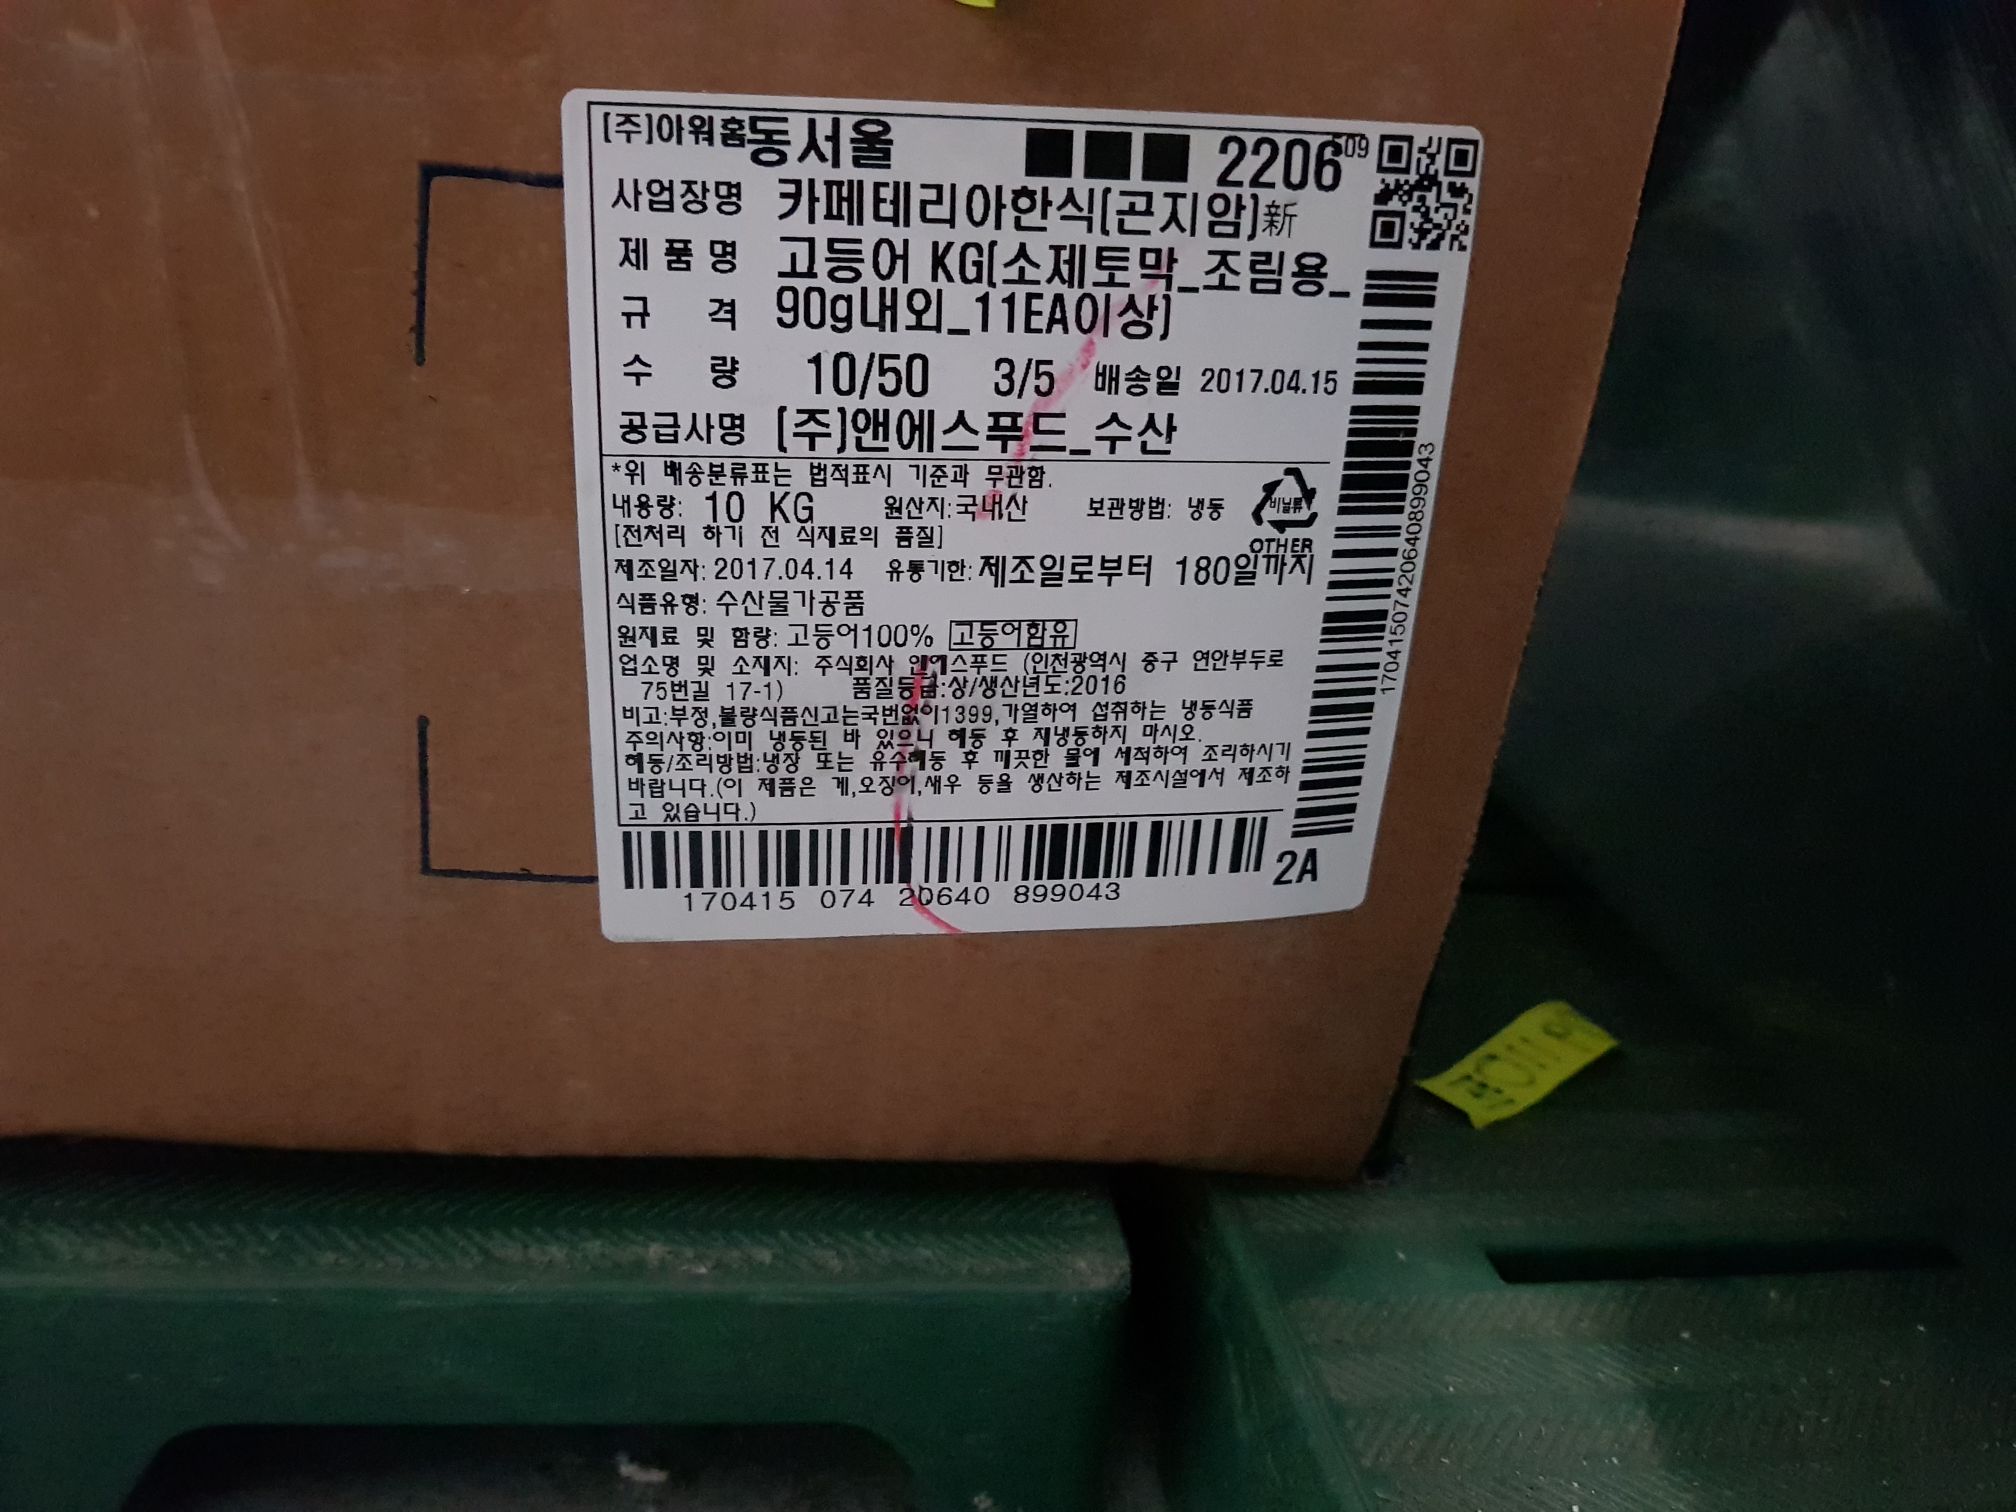 [주]아워홈동서울 ■■■ 2206 509
사업장명 카페테리아한식[곤지암]新
제품명 고등어 KG[소제토막_조림용_
규격 90g내외_11EA이상]
수량 10/50 3/5 배송일 2017.04.15
공급사명 [주]앤에스푸드_수산
*위 배송분류표는 법적표시 기준과 무관함.
내용량: 10 KG 원산지:국내산 보관방법: 냉동
비닐류
OTHER
[전처리 하기 전 식재료의 품질]
제조일자: 2017.04.14 유통기한: 제조일로부터 180일까지
식품유형: 수산물가공품
원재료 및 함량: 고등어100% 고등어함유
업소명 및 소재지: 주식회사 앤에스푸드 (인천광역시 중구 연안부두로
75번길 17-1) 품질등급:상/생산년도:2016
비고:부정,불량식품신고는국번없이1399,가열하여 섭취하는 냉동식품
주의사항:이미 냉동된 바 있으니 해동 후 재냉동하지 마시오.
해동/조리방법:냉장 또는 유수해동 후 깨끗한 물에 세척하여 조리하시기
바랍니다.(이 제품은 게,오징어,새우 등을 생산하는 제조시설에서 제조하
고 있습니다.)
170415 074 20640 899043
2A
17041507420640899043